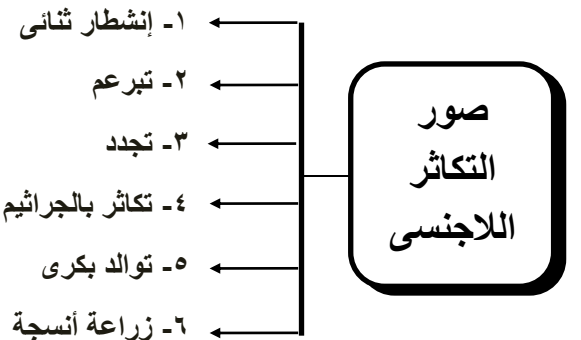 صور
التكاثر
اللاجنسى
١- إنشطار ثنائى
٢- تبرعم
٣- تجدد
٤- تكاثر بالجراثيم
٥- توالد بكرى
٦- زراعة أنسجة